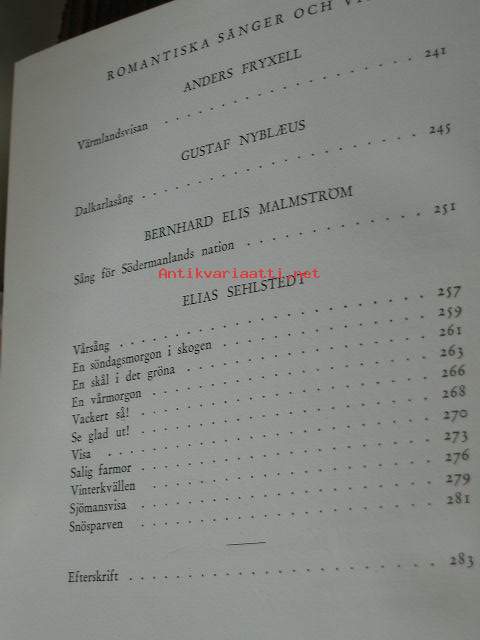 ROMANTISKA SÅNGER OCH
ANDERS FRYXELL
Värmlandsvisan . . . . . . . . . . . . . . . . 241
GUSTAF NYBLÆUS
Dalkarlasång . . . . . . . . . . . . . . . . 245
BERNHARD ELIS MALMSTRÖM
Sång för Södermanlands nation . . . . . . . . . . 251
Antikvariaatti.net
ELIAS SEHLSTEDT
Vårsång . . . . . . . . . . . . . . . . 257
En söndagsmorgon i skogen . . . . . . . . . . 259
En skål i det gröna . . . . . . . . . . . . 261
En vårmorgon . . . . . . . . . . . . . . 263
Vackert så! . . . . . . . . . . . . . . . 266
Se glad ut! . . . . . . . . . . . . . . . 268
Visa . . . . . . . . . . . . . . . . . 270
Salig farmor . . . . . . . . . . . . . . . 273
Vinterkvällen . . . . . . . . . . . . . . 276
Sjömansvisa . . . . . . . . . . . . . . 279
Snösparven . . . . . . . . . . . . . . 281
Efterskrift . . . . . . . . . . . . . . . 283